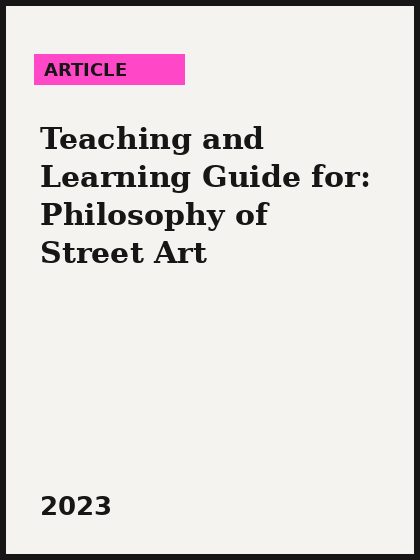 ARTICLE
Teaching and
Learning Guide for:
Philosophy of
Street Art
2023